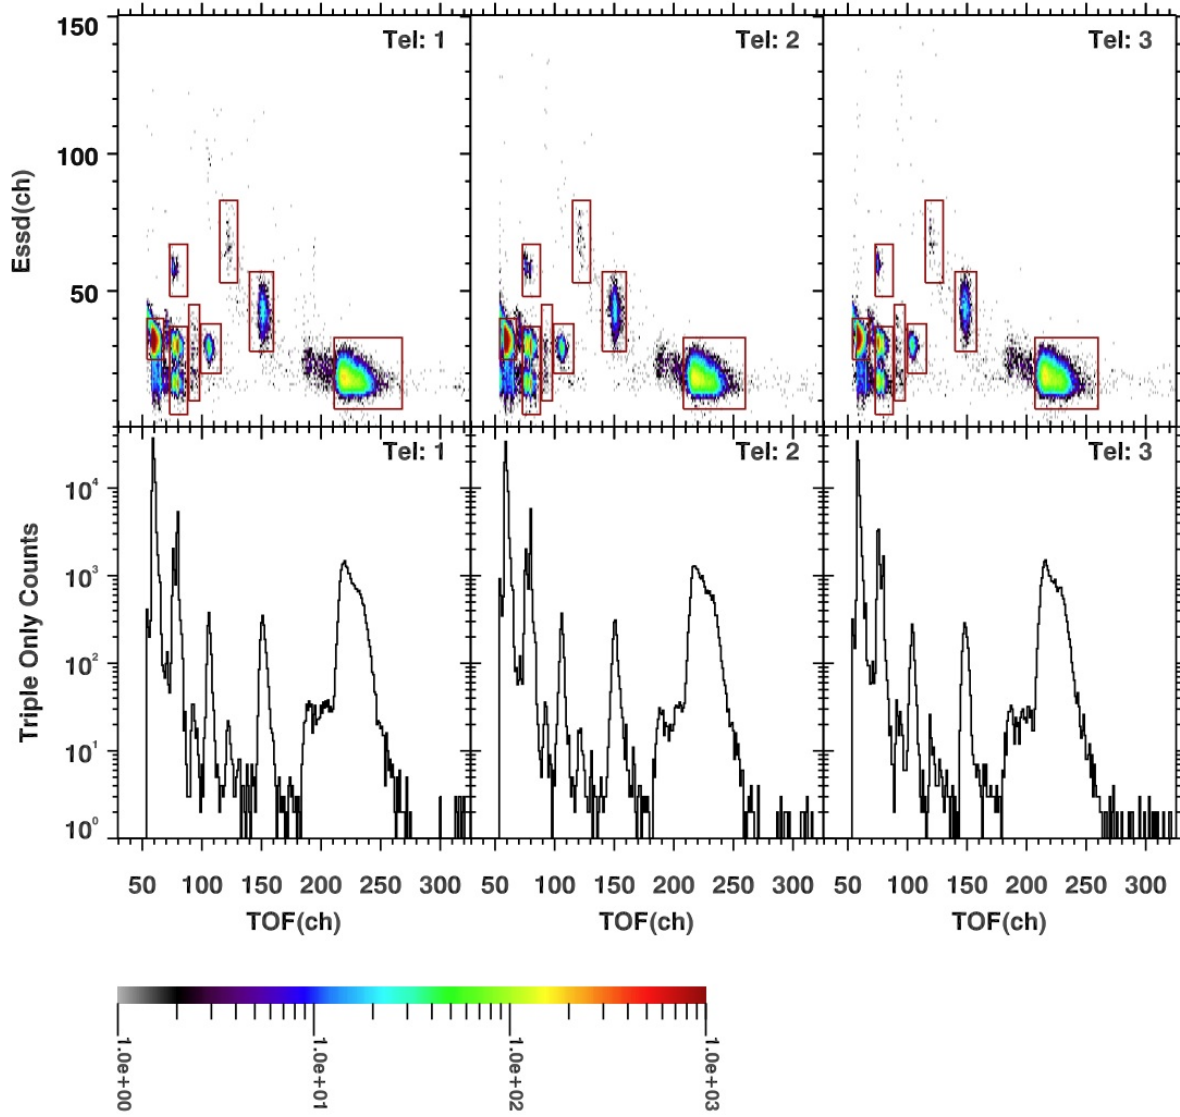 Tel: 1 Tel: 2 Tel: 3
150
100
50
Essd(ch)
Tel: 1 Tel: 2 Tel: 3
10⁴
10³
10²
10¹
10⁰
Triple Only Counts
50 100 150 200 250 300 50 100 150 200 250 300 50 100 150 200 250 300
TOF(ch) TOF(ch) TOF(ch)
1.0e+00 1.0e+01 1.0e+02 1.0e+03